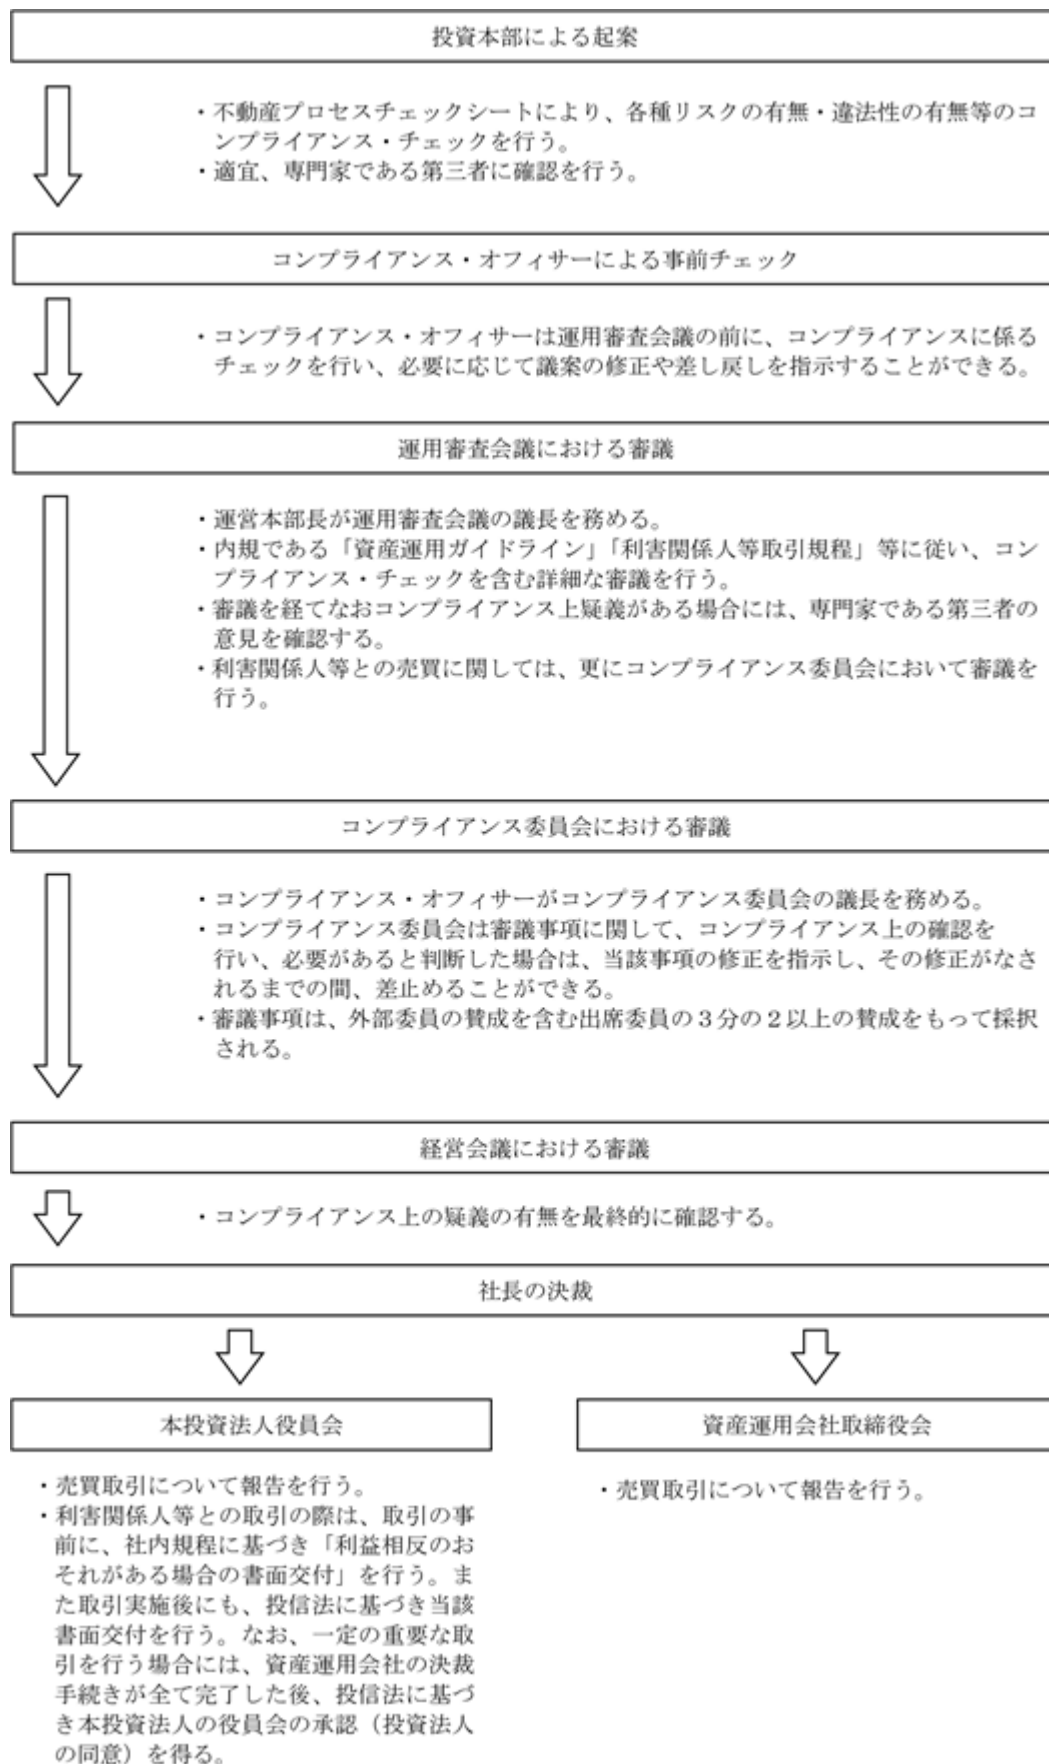 投資本部による起案
・不動産プロセスチェックシートにより、各種リスクの有無・違法性の有無等のコ
ンプライアンス・チェックを行う。
・適宜、専門家である第三者に確認を行う。
コンプライアンス・オフィサーによる事前チェック
・コンプライアンス・オフィサーは運用審査会議の前に、コンプライアンスに係る
チェックを行い、必要に応じて議案の修正や差し戻しを指示することができる。
運用審査会議における審議
・運営本部長が運用審査会議の議長を務める。
・内規である「資産運用ガイドライン」「利害関係人等取引規程」等に従い、コン
プライアンス・チェックを含む詳細な審議を行う。
・審議を経てなおコンプライアンス上疑義がある場合には、専門家である第三者の
意見を確認する。
・利害関係人等との売買に関しては、更にコンプライアンス委員会において審議を
行う。
コンプライアンス委員会における審議
・コンプライアンス・オフィサーがコンプライアンス委員会の議長を務める。
・コンプライアンス委員会は審議事項に関して、コンプライアンス上の確認を
行い、必要があると判断した場合は、当該事項の修正を指示し、その修正がなさ
れるまでの間、差止めることができる。
・審議事項は、外部委員の賛成を含む出席委員の３分の２以上の賛成をもって採択
される。
経営会議における審議
・コンプライアンス上の疑義の有無を最終的に確認する。
社長の決裁
本投資法人役員会
・売買取引について報告を行う。
・利害関係人等との取引の際は、取引の事
前に、社内規程に基づき「利益相反のお
それがある場合の書面交付」を行う。ま
た取引実施後にも、投信法に基づき当該
書面交付を行う。なお、一定の重要な取
引を行う場合には、資産運用会社の決裁
手続きが全て完了した後、投信法に基づ
き本投資法人の役員会の承認（投資法人
の同意）を得る。
資産運用会社取締役会
・売買取引について報告を行う。